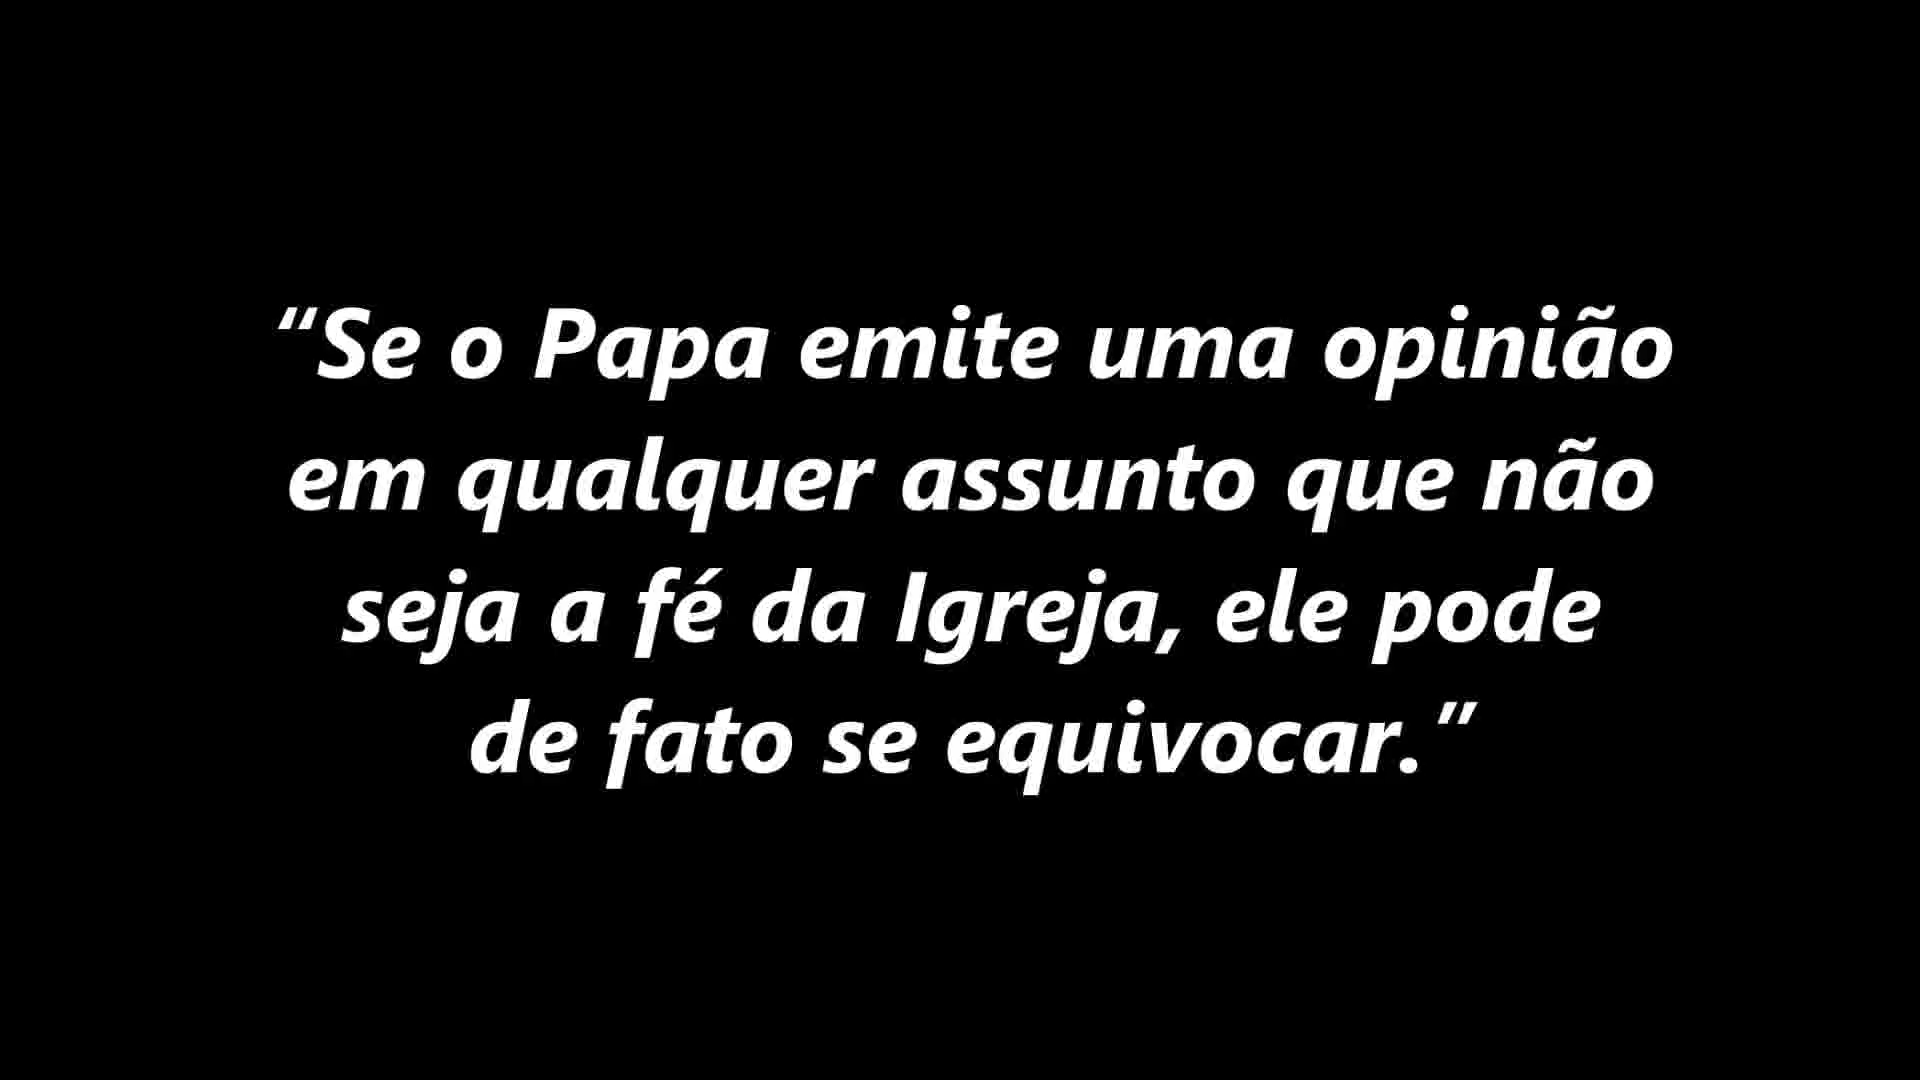 “Se o Papa emite uma opinião
em qualquer assunto que não
seja a fé da Igreja, ele pode
de fato se equivocar.”